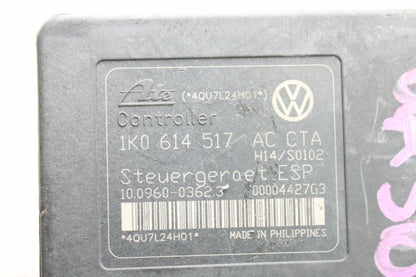 Ate (*4QU7L24H01*)
Controller
1K0 614 517 AC CTA
H14/S0102
Steuergeraet ESP
10.0960-0362.3 00004427G3
*4QU7L24H01* MADE IN PHILIPPINES